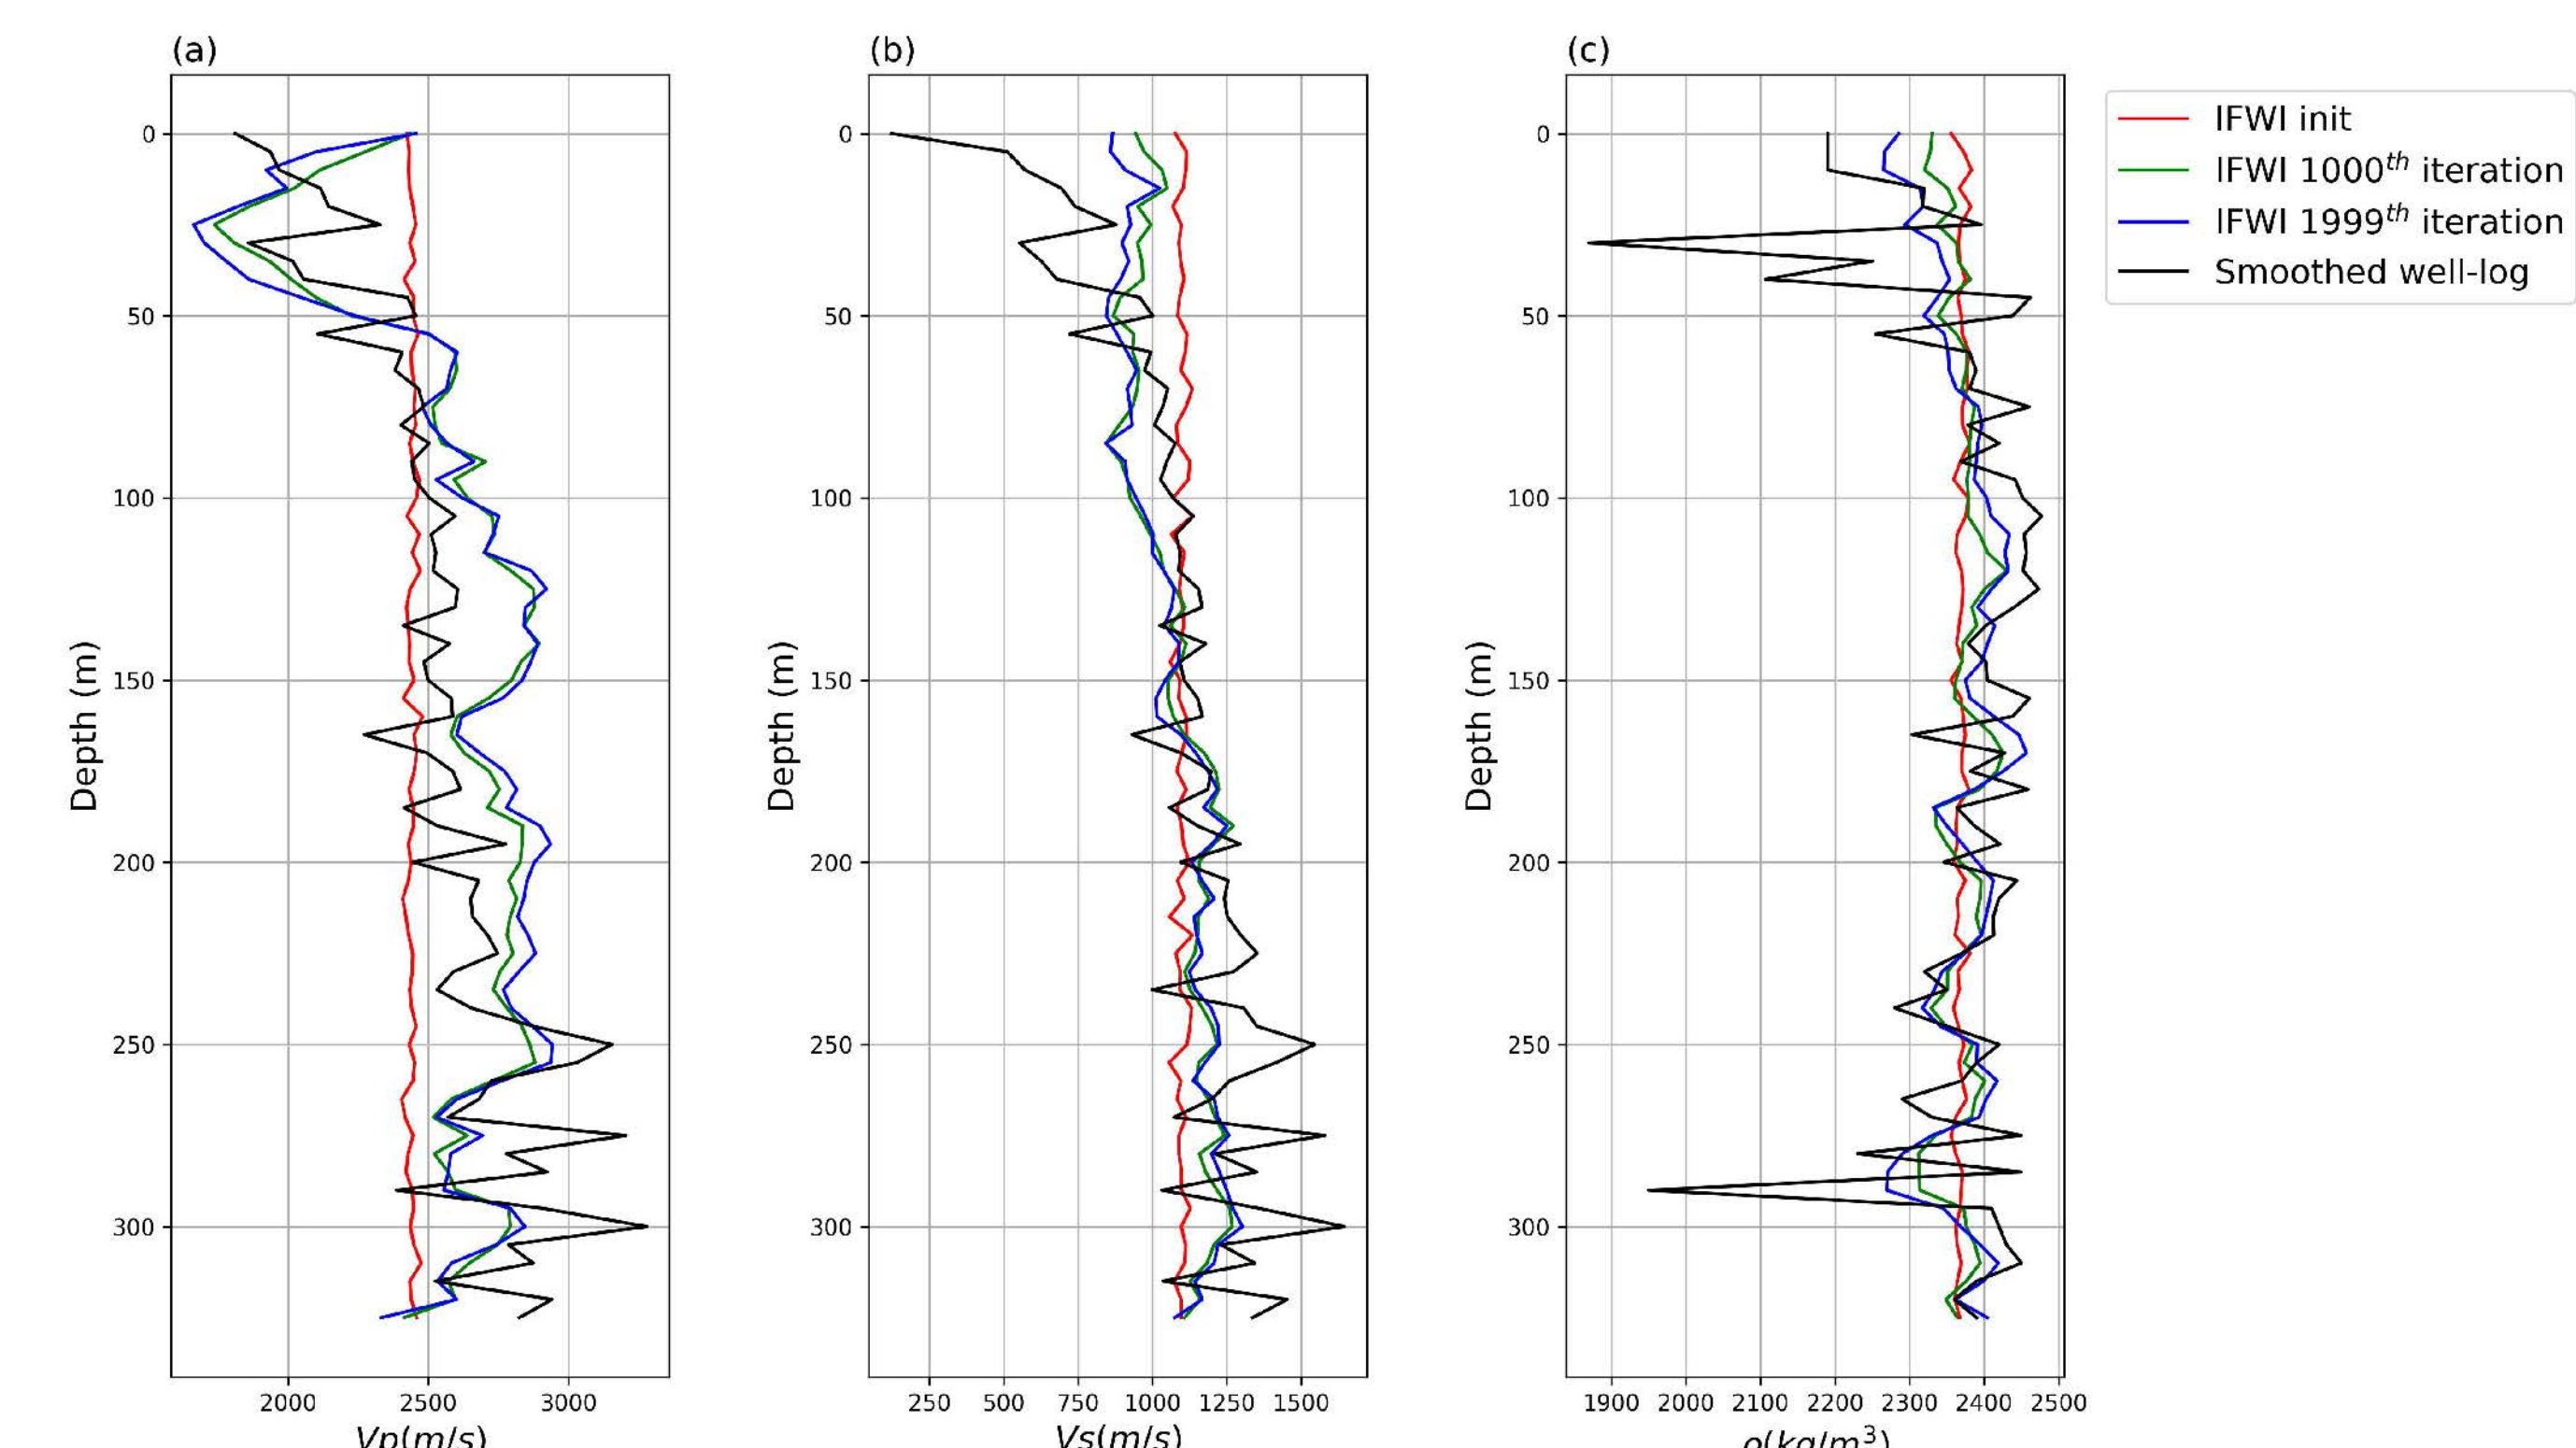 (a)
0
50
100
150
200
250
300
Depth (m)
2000 2500 3000
Vp(m/s)
(b)
0
50
100
150
200
250
300
Depth (m)
250 500 750 1000 1250 1500
Vs(m/s)
(c)
0
50
100
150
200
250
300
Depth (m)
1900 2000 2100 2200 2300 2400 2500
ρ(kg/m³)
IFWI init
IFWI 1000ᵗʰ iteration
IFWI 1999ᵗʰ iteration
Smoothed well-log